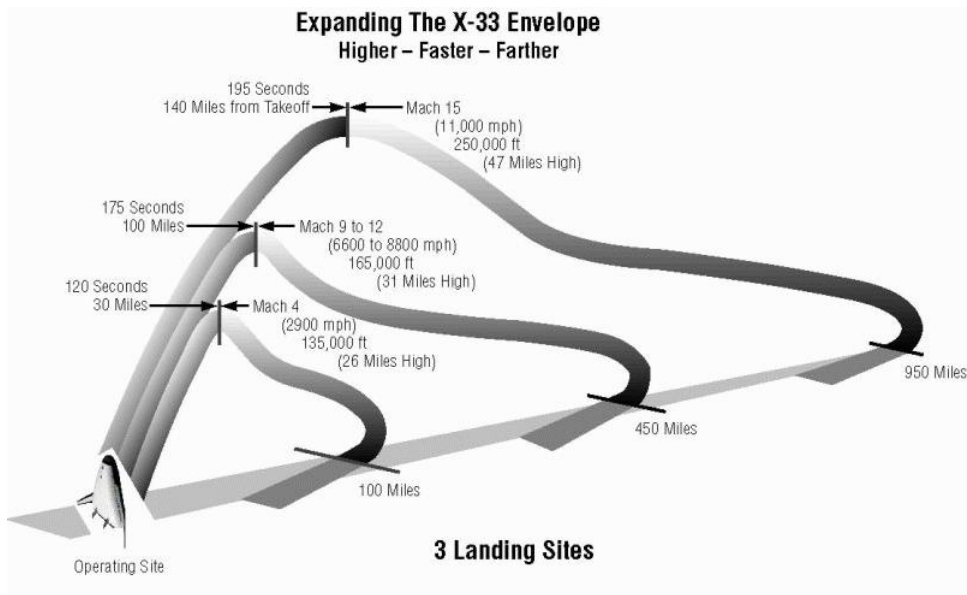 Expanding The X-33 Envelope
Higher – Faster – Farther
195 Seconds
140 Miles from Takeoff
Mach 15
(11,000 mph)
250,000 ft
(47 Miles High)
175 Seconds
100 Miles
Mach 9 to 12
(6600 to 8800 mph)
165,000 ft
(31 Miles High)
120 Seconds
30 Miles
Mach 4
(2900 mph)
135,000 ft
(26 Miles High)
950 Miles
450 Miles
100 Miles
3 Landing Sites
Operating Site